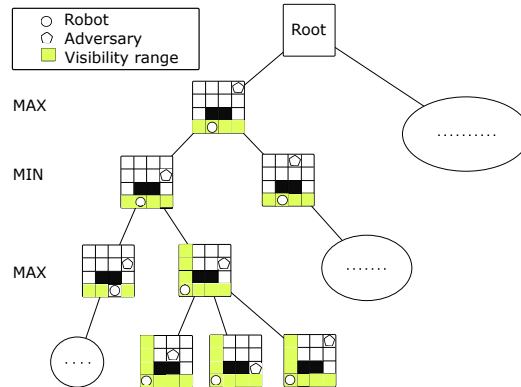 Robot
Adversary
Visibility range
Root
MAX
..........
MIN
MAX
.......
....